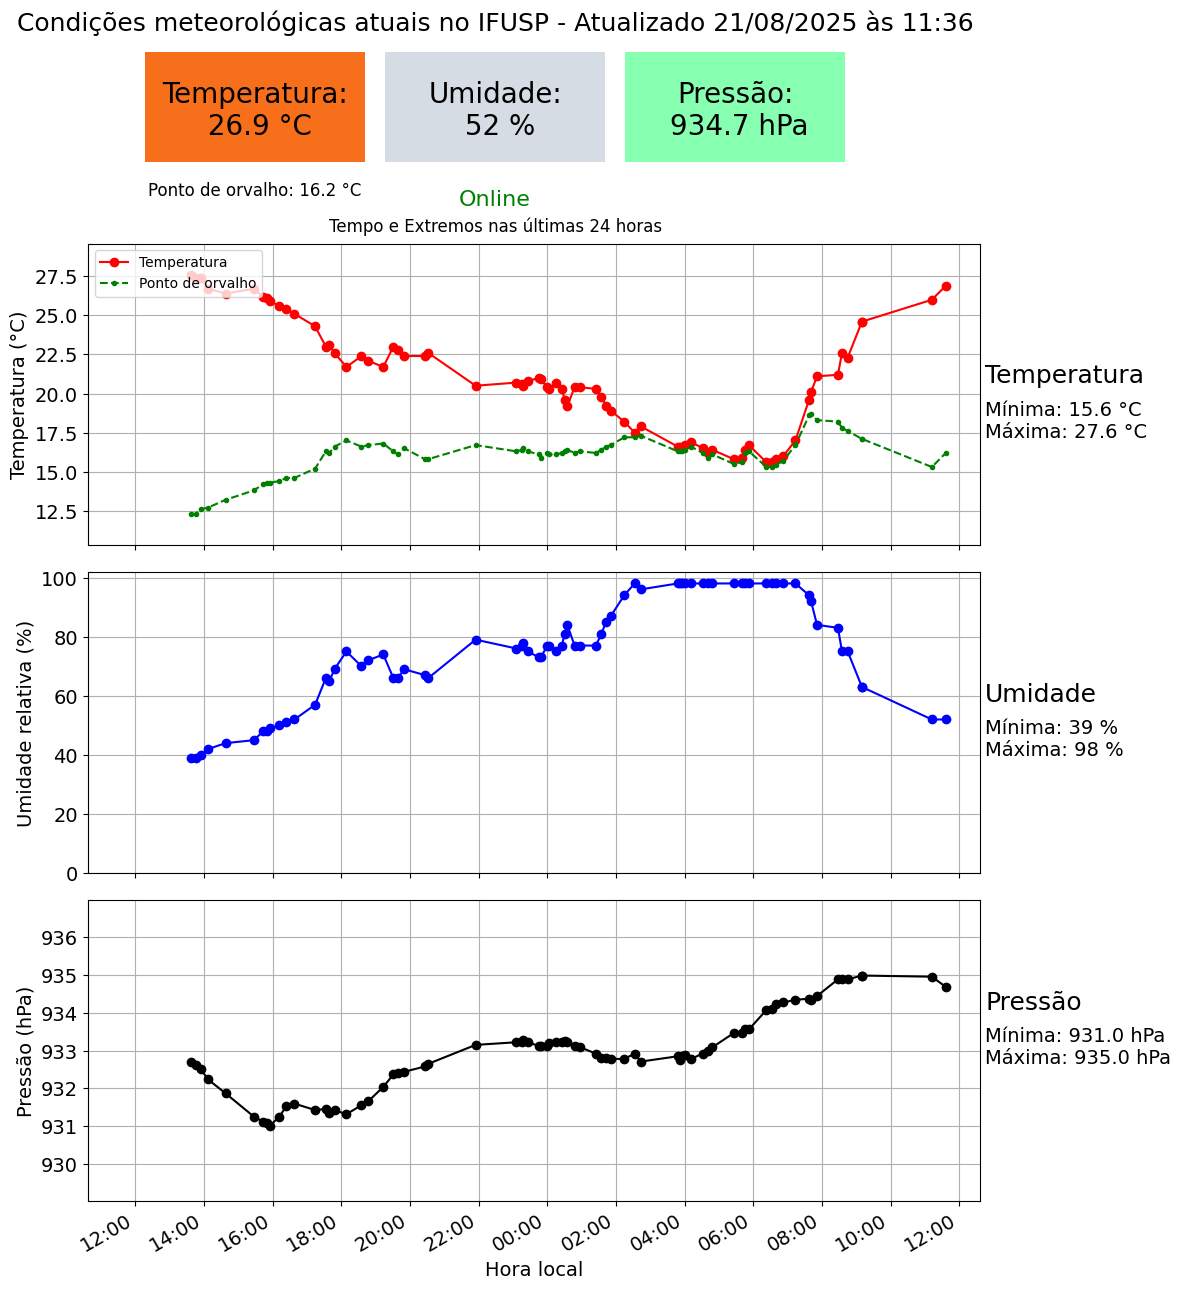 Condições meteorológicas atuais no IFUSP - Atualizado 21/08/2025 às 11:36
Temperatura:
26.9 °C
Umidade:
52 %
Pressão:
934.7 hPa
Ponto de orvalho: 16.2 °C
Online
Tempo e Extremos nas últimas 24 horas
Temperatura
Ponto de orvalho
27.5
25.0
22.5
20.0
17.5
15.0
12.5
Temperatura (°C)
Temperatura
Mínima: 15.6 °C
Máxima: 27.6 °C
100
80
60
40
20
0
Umidade relativa (%)
Umidade
Mínima: 39 %
Máxima: 98 %
936
935
934
933
932
931
930
Pressão (hPa)
Pressão
Mínima: 931.0 hPa
Máxima: 935.0 hPa
12:00
14:00
16:00
18:00
20:00
22:00
00:00
02:00
04:00
06:00
08:00
10:00
12:00
Hora local